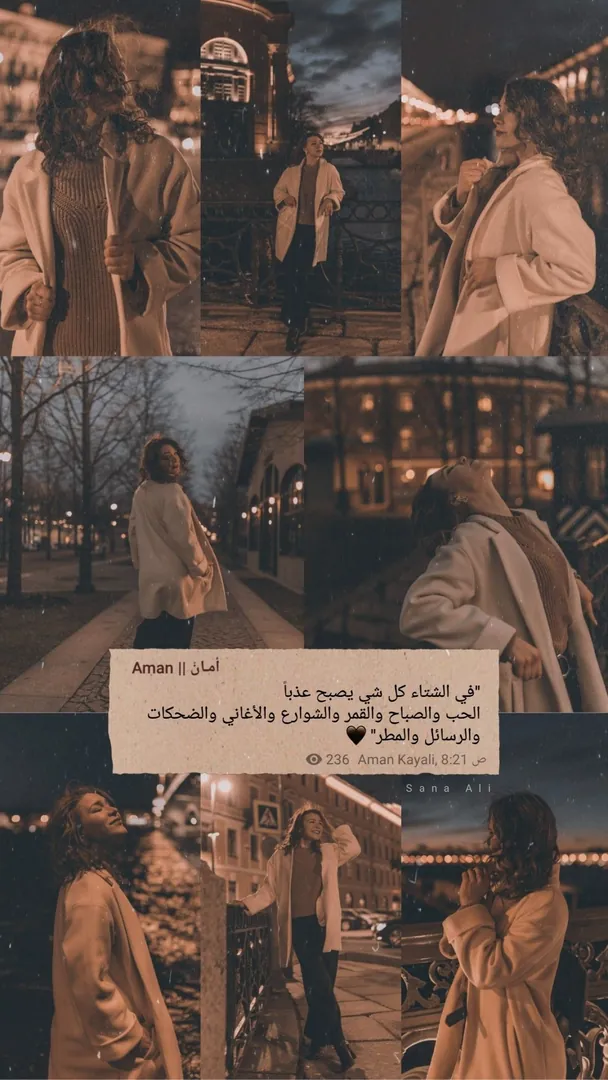 أمان || Aman
"في الشتاء كل شي يصبح عذباً
الحب والصباح والقمر والشوارع والأغاني والضحكات
والرسائل والمطر" 🖤
236 Aman Kayali, 8:21 ص
Sana Ali